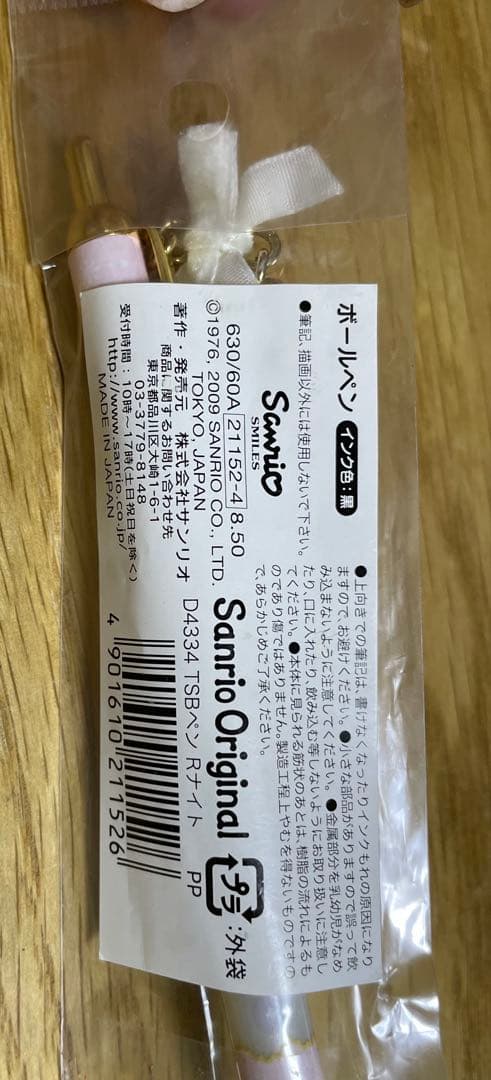 ボールペン インク色:黒
●筆記、描画以外には使用しないで下さい。
●上向きでの筆記は、書けなくなったりインクもれの原因になり
ますので、お避けください。●小さな部品がありますので誤って飲
み込まないように注意してください。●金属部分を乳幼児がなめ
たり、口に入れたり、飲み込む等しないようにお取り扱いに注意し
てください。●本体に見られる筋状のあとは、樹脂の流れによるも
のであり傷ではありません。製造工程上やむを得ないものですの
で、あらかじめご了承ください。
Sanrio
SMILES
630/60A 21152-4 8.50
©1976, 2009 SANRIO CO., LTD.
TOKYO, JAPAN
著作・発売元 株式会社サンリオ
商品に関するお問い合わせ先
東京都品川区大崎1-6-1
03-3779-8148
受付時間:10時〜17時(土日祝日を除く)
http://www.sanrio.co.jp/
MADE IN JAPAN
Sanrio Original
D4334 TSBペン Rナイト
PP
プラ :外袋
4 901610 211526